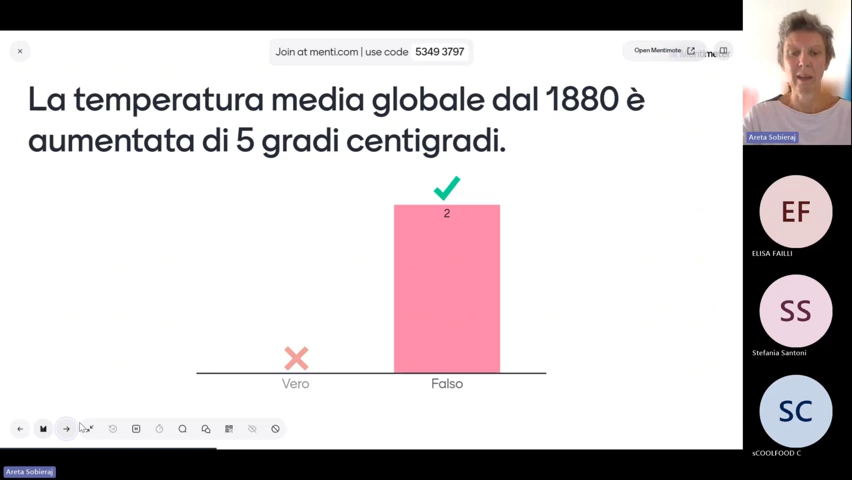 Join at menti.com | use code 5349 3797
Open Mentimote
La temperatura media globale dal 1880 è
aumentata di 5 gradi centigradi.
2
Vero
Falso
Areta Sobieraj
EF
ELISA FAILLI
SS
Stefania Santoni
SC
sCOOLFOOD C
Areta Sobieraj